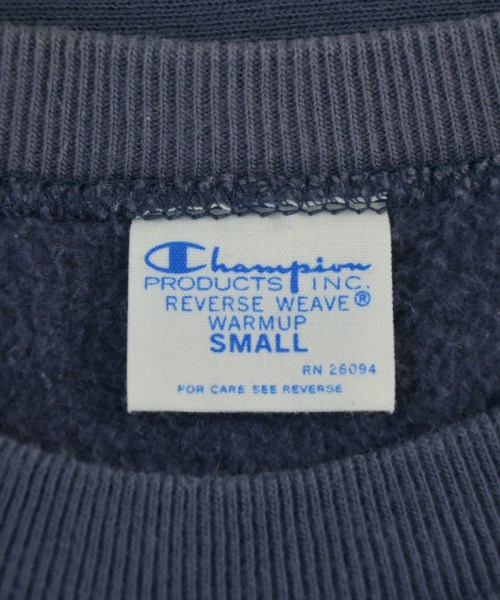 Champion
PRODUCTS INC.
REVERSE WEAVE®
WARMUP
SMALL
RN 26094
FOR CARE SEE REVERSE